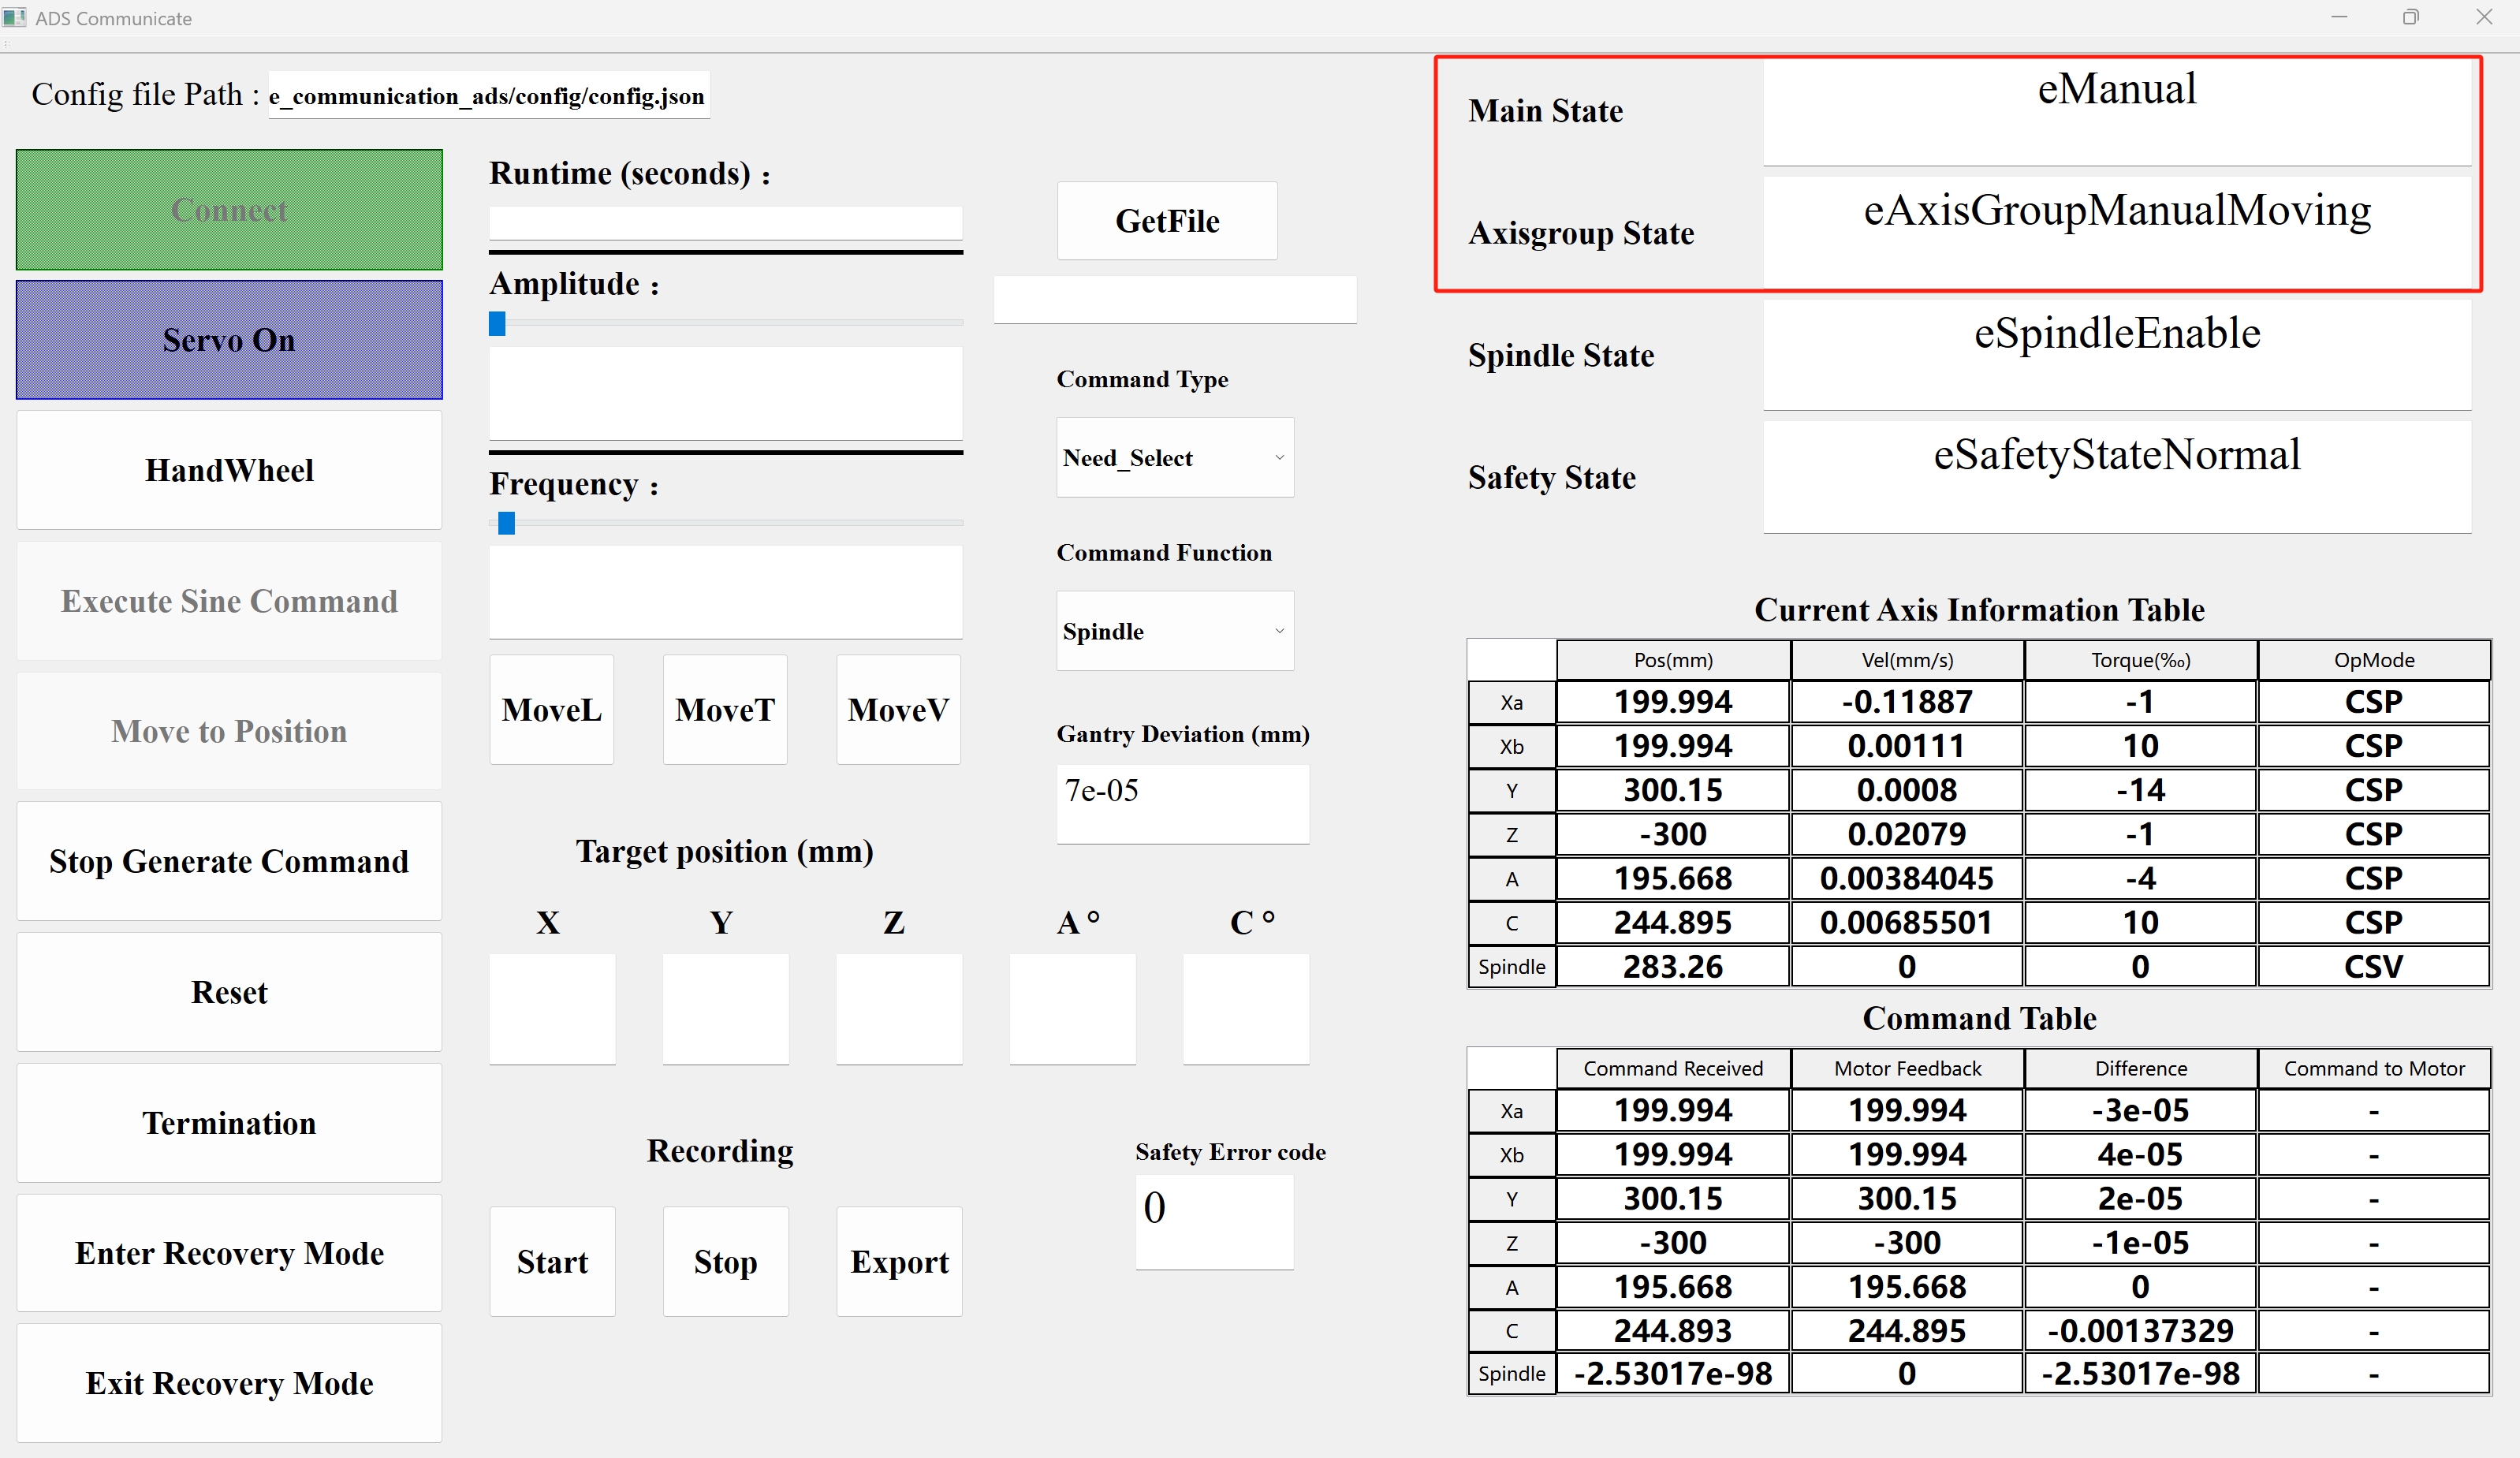 ADS Communicate
Config file Path : e_communication_ads/config/config.json
Connect
Servo On
HandWheel
Execute Sine Command
Move to Position
Stop Generate Command
Reset
Termination
Enter Recovery Mode
Exit Recovery Mode
Runtime (seconds) :
Amplitude :
Frequency :
MoveL MoveT MoveV
Target position (mm)
X Y Z A° C°
Recording
Start Stop Export
GetFile
Command Type
Need_Select
Command Function
Spindle
Gantry Deviation (mm)
7e-05
Safety Error code
0
Main State eManual
Axisgroup State eAxisGroupManualMoving
Spindle State eSpindleEnable
Safety State eSafetyStateNormal
Current Axis Information Table
Pos(mm) Vel(mm/s) Torque(‰) OpMode
Xa 199.994 -0.11887 -1 CSP
Xb 199.994 0.00111 10 CSP
Y 300.15 0.0008 -14 CSP
Z -300 0.02079 -1 CSP
A 195.668 0.00384045 -4 CSP
C 244.895 0.00685501 10 CSP
Spindle 283.26 0 0 CSV
Command Table
Command Received Motor Feedback Difference Command to Motor
Xa 199.994 199.994 -3e-05 -
Xb 199.994 199.994 4e-05 -
Y 300.15 300.15 2e-05 -
Z -300 -300 -1e-05 -
A 195.668 195.668 0 -
C 244.893 244.895 -0.00137329 -
Spindle -2.53017e-98 0 -2.53017e-98 -